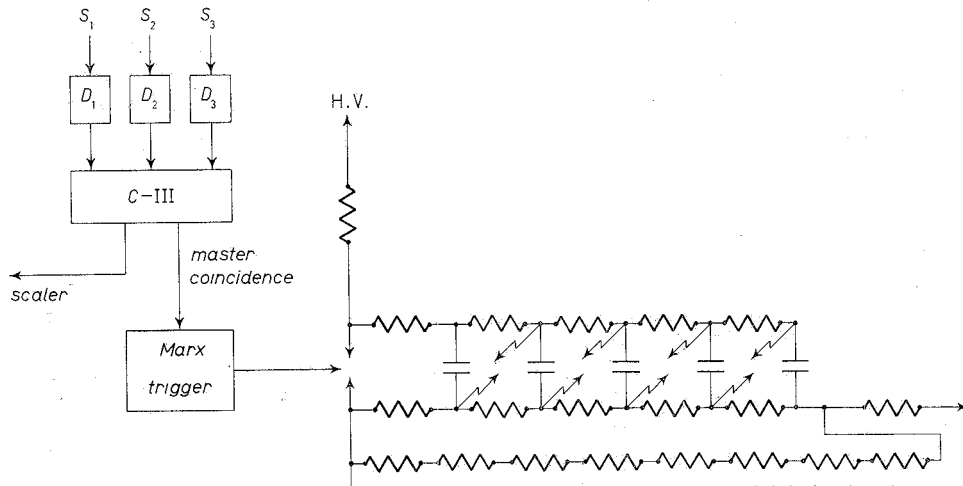 S1 S2 S3
D1 D2 D3
H.V.
C-III
master
coincidence
scaler
Marx
trigger